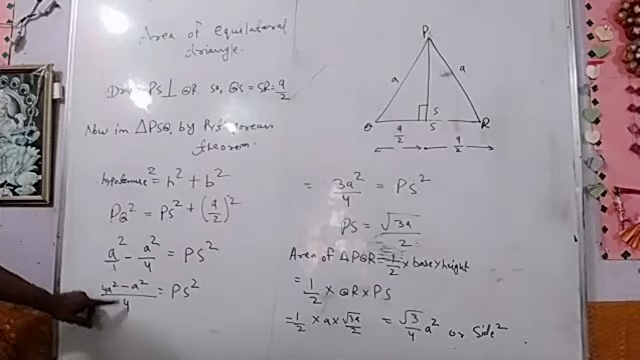 Area of equilateral
triangle.
Draw PS⊥ QR so, QS = SR = a/2
Now in △PSQ, by Pythagorean
theorem.
hypotenuse² = h² + b²
PQ² = PS² + (a/2)²
a²/1 - a²/4 = PS²
4a² - a²/4 = PS²
P
a
a
S
Q
S
R
a/2
a/2
= 3a²/4 = PS²
PS = √3a/2
Area of △PQR = 1/2 × base × height
= 1/2 × QR × PS
= 1/2 × a × √3a/2 = √3/4 a² or side².